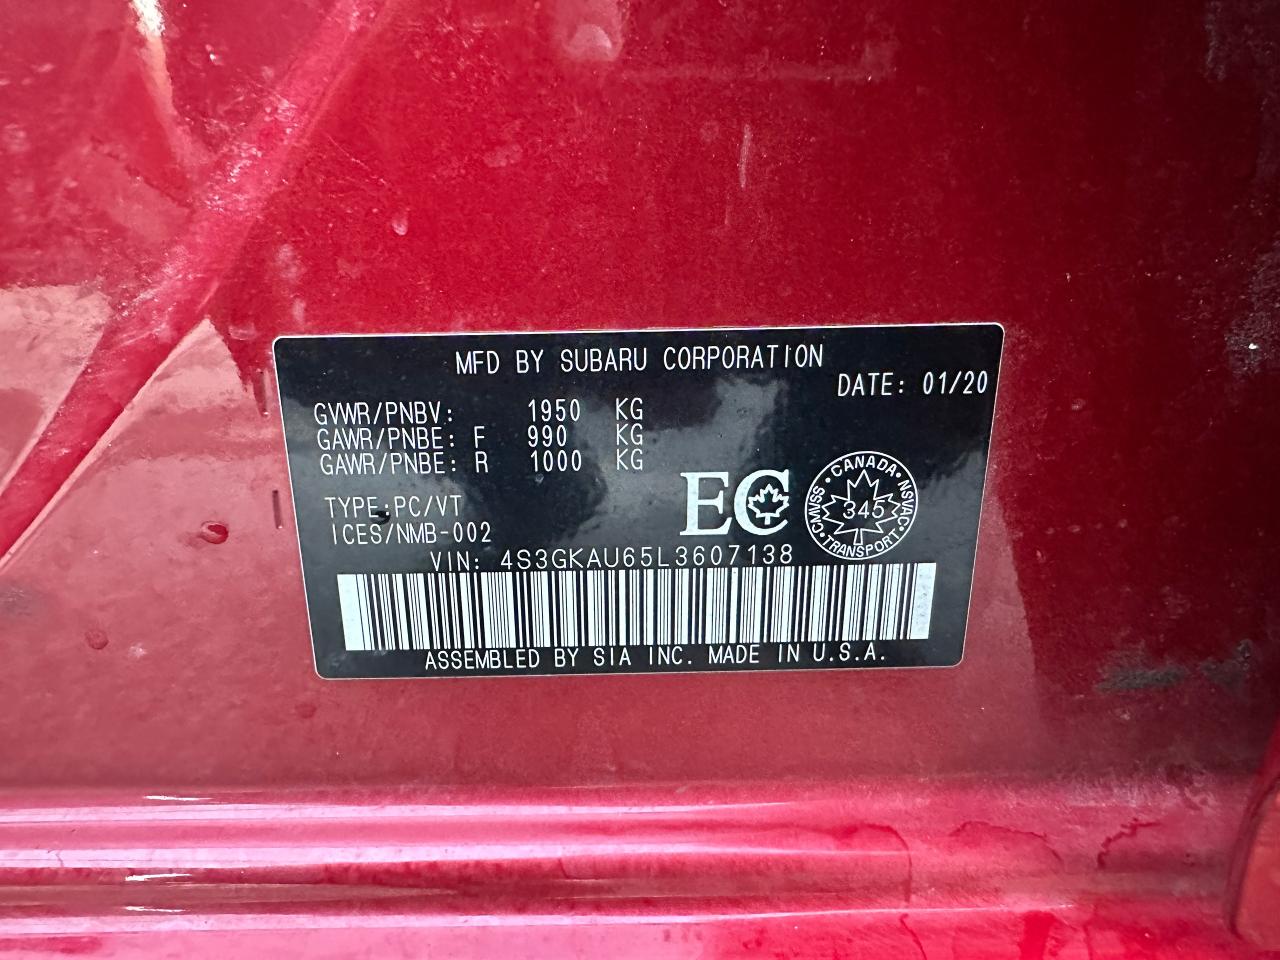 MFD BY SUBARU CORPORATION
DATE: 01/20
GVWR/PNBV: 1950 KG
GAWR/PNBE: F 990 KG
GAWR/PNBE: R 1000 KG
TYPE:PC/VT
ICES/NMB-002
EC
CANADA • NSVAC • TRANSPORT • CMVSS •
345
VIN: 4S3GKAU65L3607138
ASSEMBLED BY SIA INC. MADE IN U.S.A.